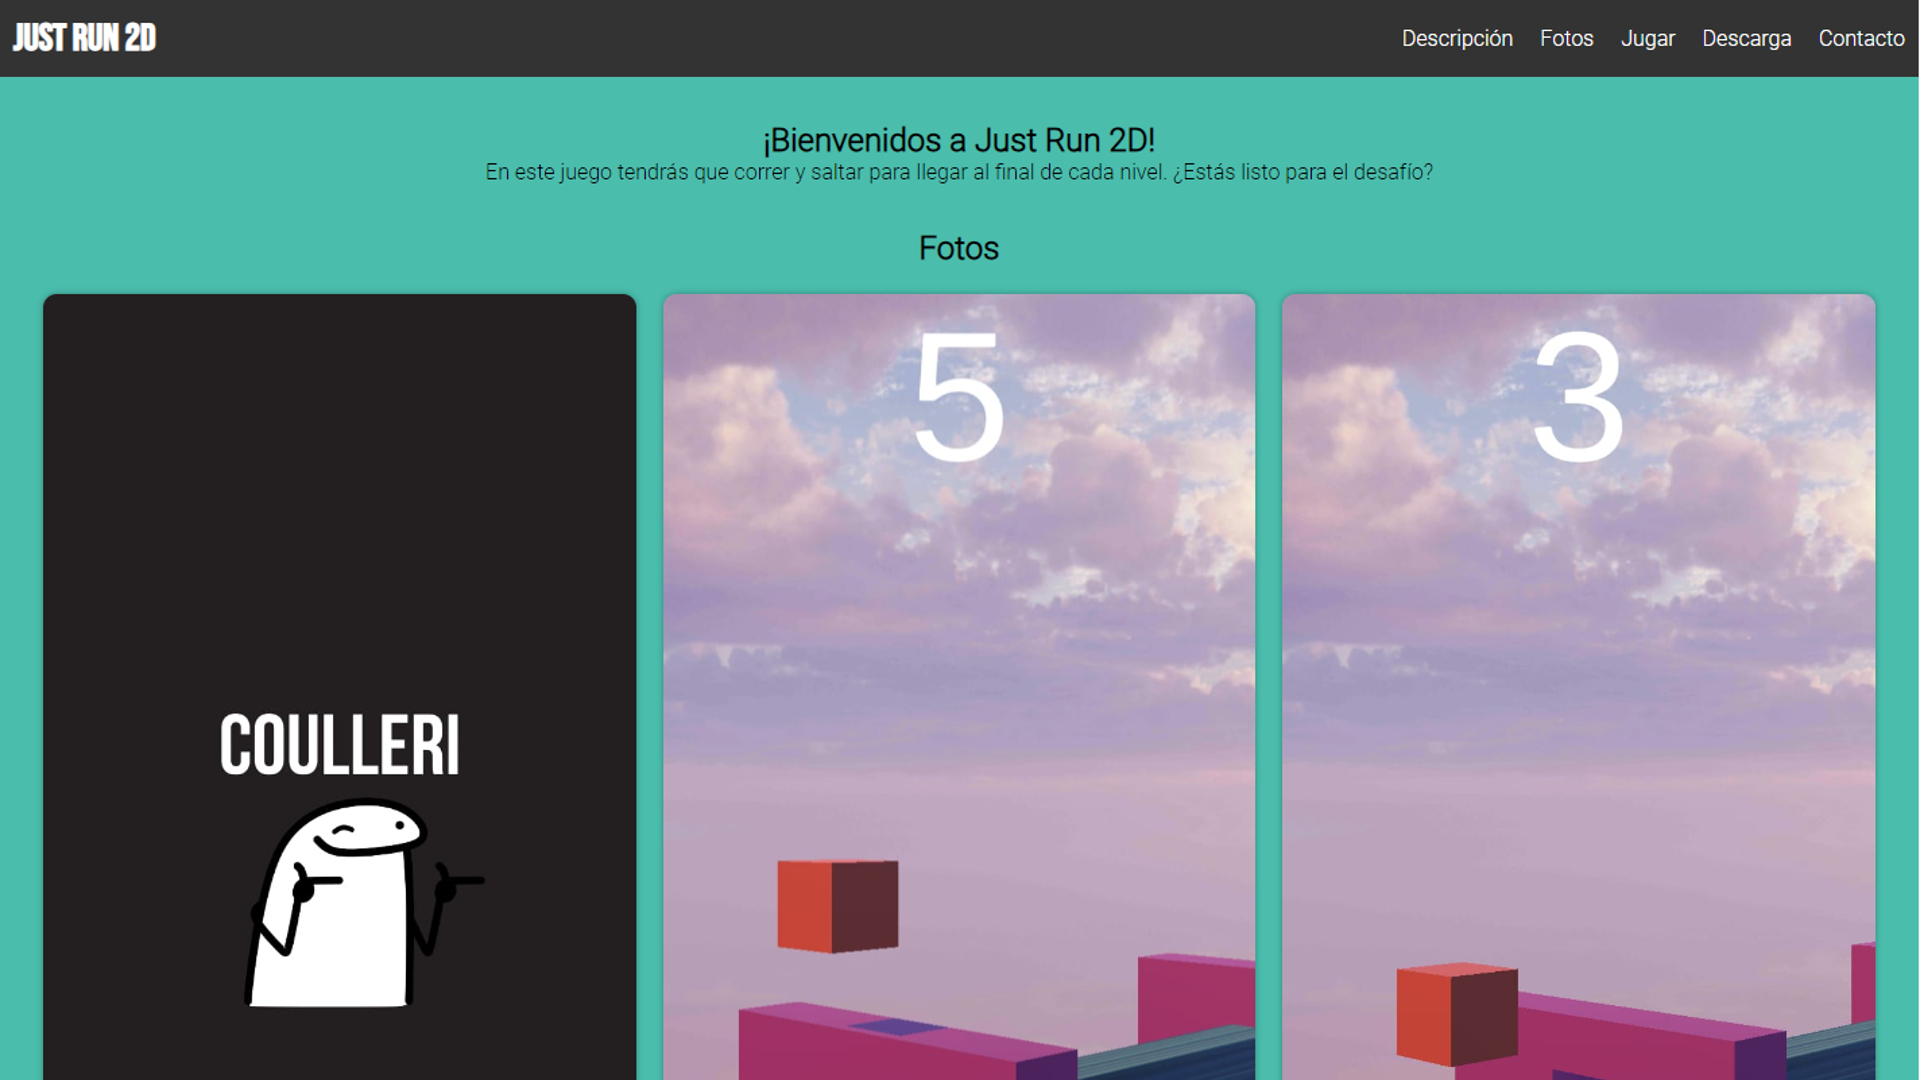 JUST RUN 2D
Descripción Fotos Jugar Descarga Contacto
¡Bienvenidos a Just Run 2D!
En este juego tendrás que correr y saltar para llegar al final de cada nivel. ¿Estás listo para el desafío?
Fotos
5
3
COULLERI